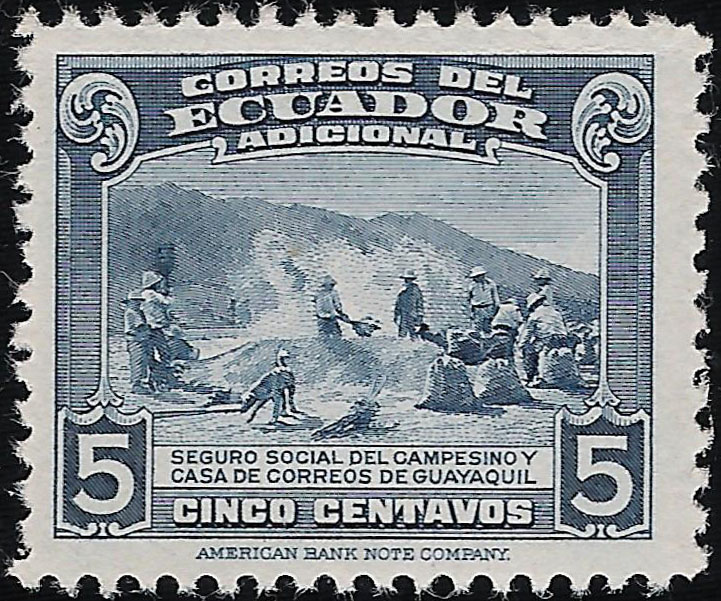 CORREOS DEL
ECUADOR
ADICIONAL
5 5
SEGURO SOCIAL DEL CAMPESINO Y
CASA DE CORREOS DE GUAYAQUIL
CINCO CENTAVOS
AMERICAN BANK NOTE COMPANY.